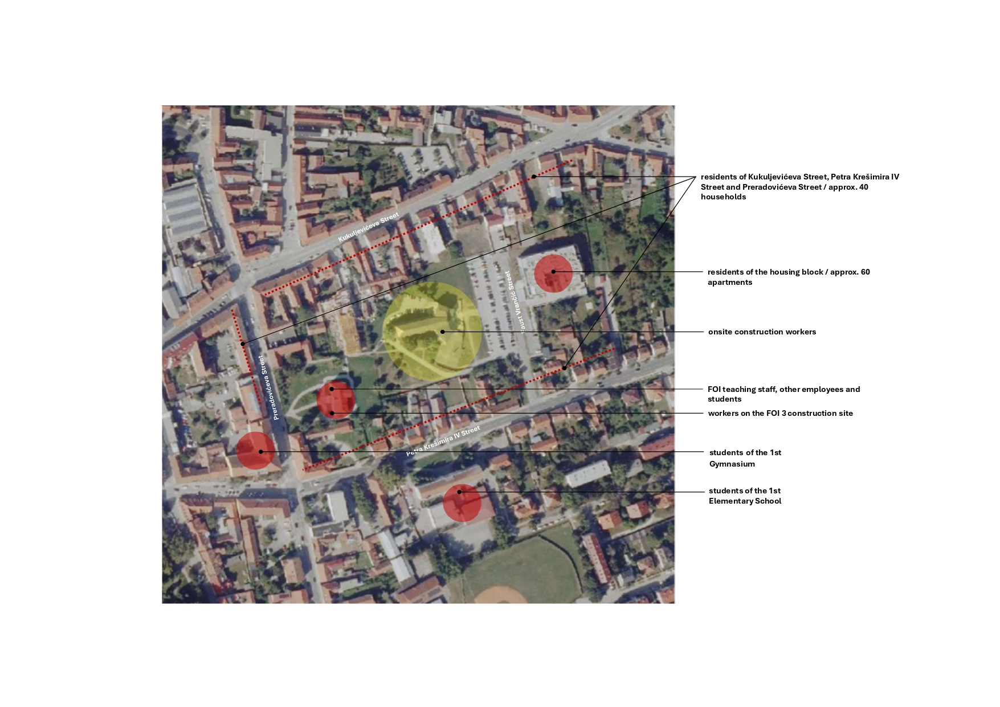 Kukuljevićeva Street
Faust Vrančić Street
Preradovićeva Street
Petra Krešimira IV Street
residents of Kukuljevićeva Street, Petra Krešimira IV
Street and Preradovićeva Street / approx. 40
households
residents of the housing block / approx. 60
apartments
onsite construction workers
FOI teaching staff, other employees and
students
workers on the FOI 3 construction site
students of the 1st
Gymnasium
students of the 1st
Elementary School